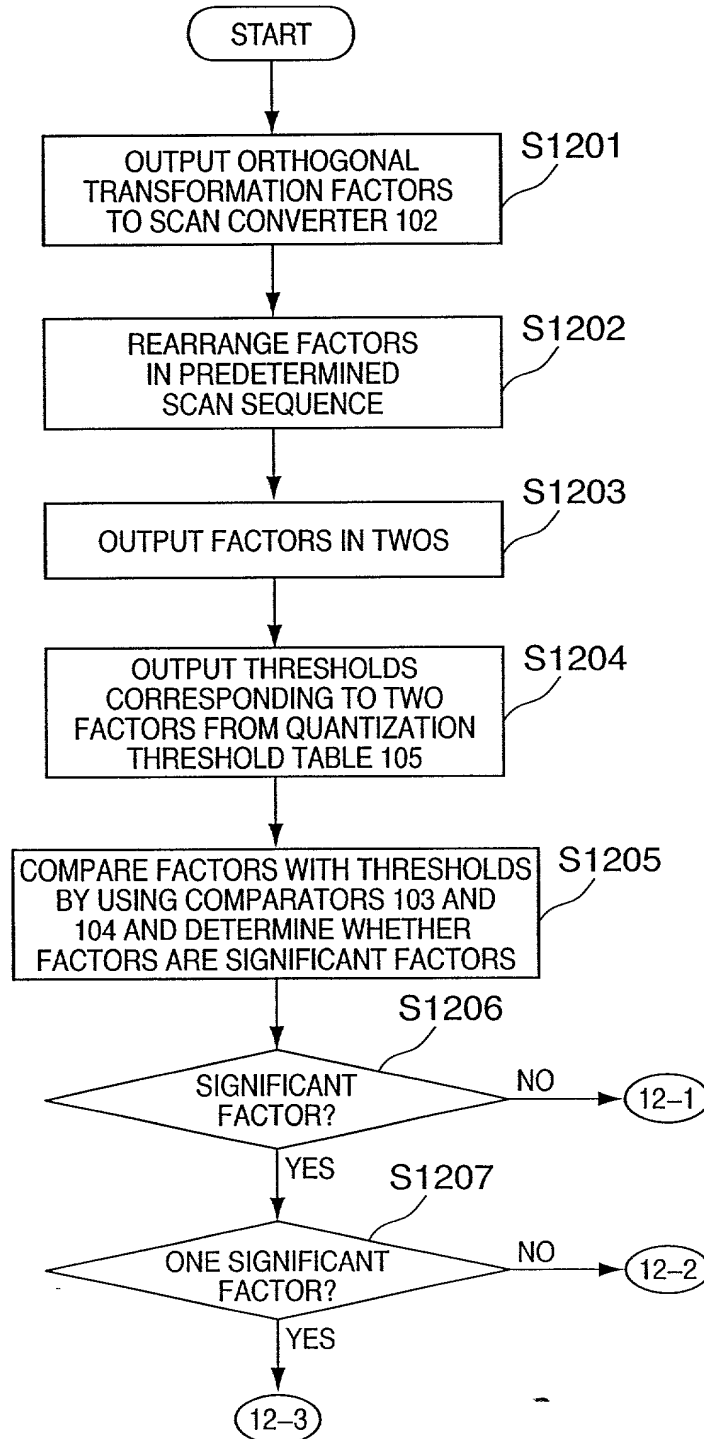 START
S1201
OUTPUT ORTHOGONAL
TRANSFORMATION FACTORS
TO SCAN CONVERTER 102
S1202
REARRANGE FACTORS
IN PREDETERMINED
SCAN SEQUENCE
S1203
OUTPUT FACTORS IN TWOS
S1204
OUTPUT THRESHOLDS
CORRESPONDING TO TWO
FACTORS FROM QUANTIZATION
THRESHOLD TABLE 105
S1205
COMPARE FACTORS WITH THRESHOLDS
BY USING COMPARATORS 103 AND
104 AND DETERMINE WHETHER
FACTORS ARE SIGNIFICANT FACTORS
S1206
SIGNIFICANT
FACTOR?
NO
12–1
YES
S1207
ONE SIGNIFICANT
FACTOR?
NO
12–2
YES
12–3